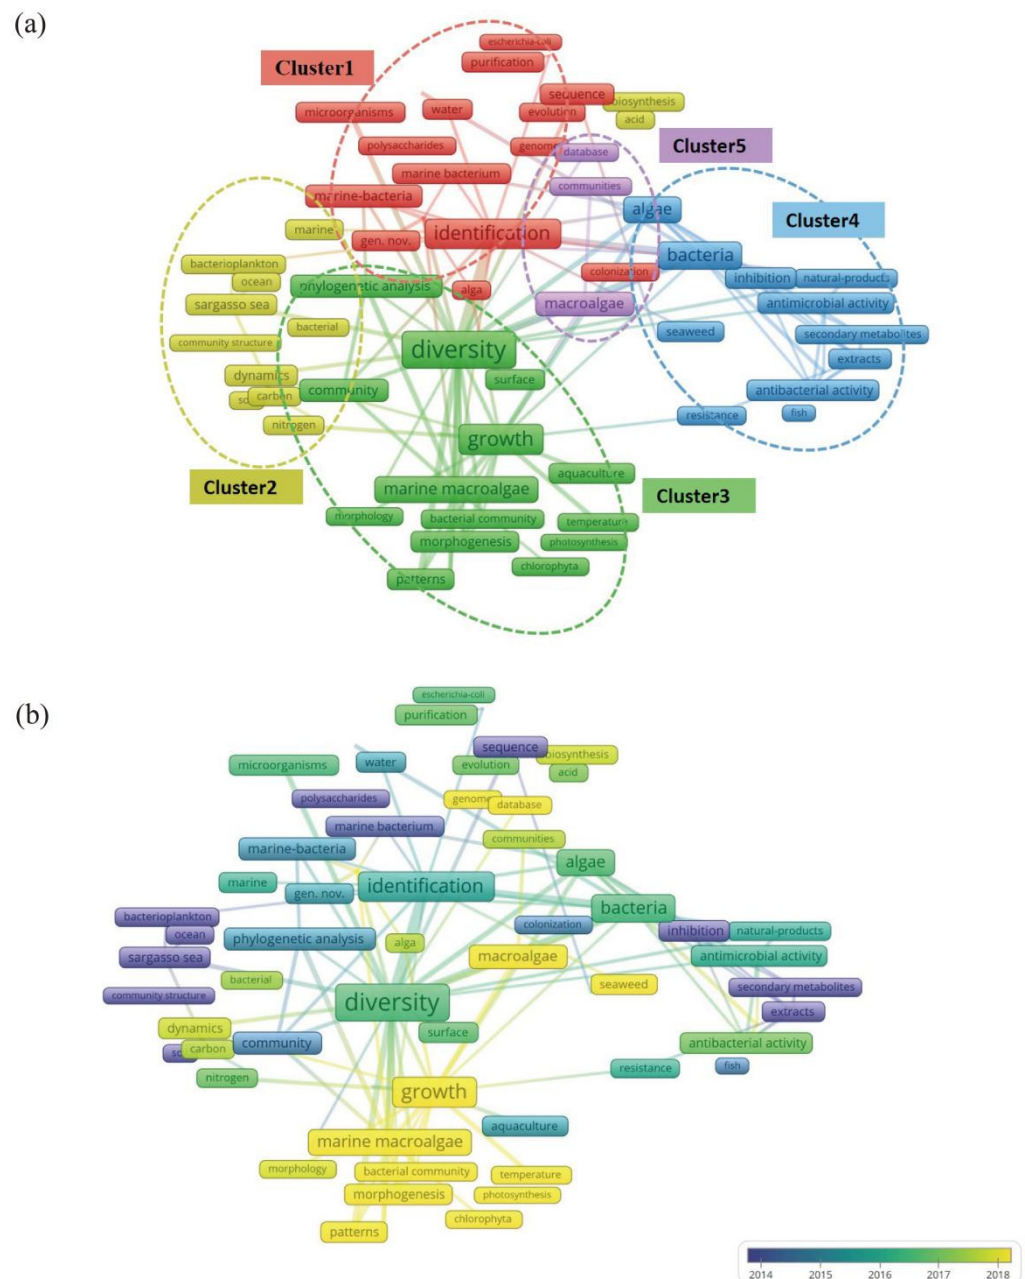 (a)
escherichia-coli
purification
Cluster1
sequence
biosynthesis
microorganisms
water
evolution
acid
polysaccharides
genome
database
Cluster5
marine bacterium
communities
marine-bacteria
algae
Cluster4
marine
gen. nov.
identification
bacteria
bacterioplankton
colonization
inhibition
natural-products
ocean
phylogenetic analysis
alga
sargasso sea
macroalgae
antimicrobial activity
bacterial
seaweed
secondary metabolites
community structure
diversity
extracts
dynamics
surface
carbon
community
antibacterial activity
nitrogen
resistance
fish
growth
aquaculture
Cluster2
marine macroalgae
Cluster3
morphology
bacterial community
temperature
morphogenesis
photosynthesis
chlorophyta
patterns
(b)
escherichia-coli
purification
sequence
biosynthesis
microorganisms
water
evolution
acid
polysaccharides
genome
database
marine bacterium
communities
marine-bacteria
algae
marine
gen. nov.
identification
bacteria
bacterioplankton
colonization
inhibition
natural-products
ocean
phylogenetic analysis
alga
sargasso sea
macroalgae
antimicrobial activity
bacterial
seaweed
secondary metabolites
community structure
diversity
extracts
dynamics
surface
carbon
community
antibacterial activity
nitrogen
resistance
fish
growth
aquaculture
marine macroalgae
morphology
bacterial community
temperature
morphogenesis
photosynthesis
chlorophyta
patterns
2014 2015 2016 2017 2018